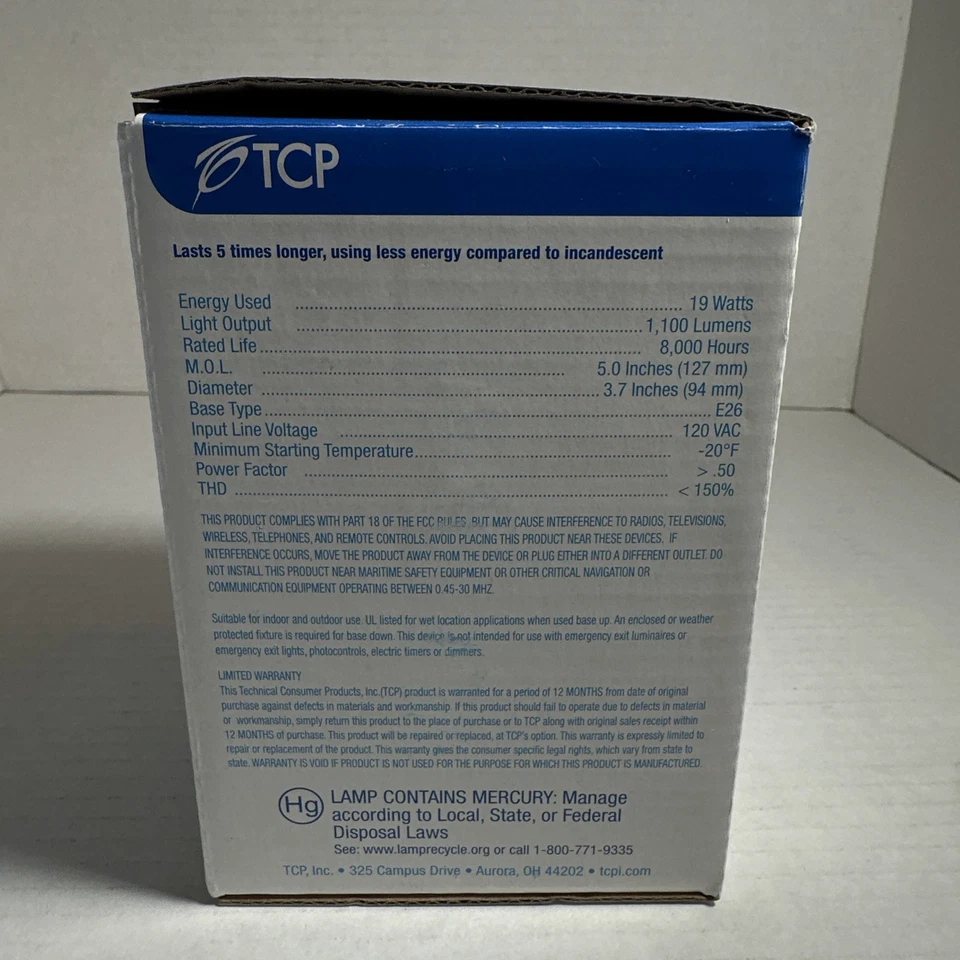 TCP
Lasts 5 times longer, using less energy compared to incandescent
Energy Used ........ 19 Watts
Light Output ........ 1,100 Lumens
Rated Life ........ 8,000 Hours
M.O.L. ........ 5.0 Inches (127 mm)
Diameter ........ 3.7 Inches (94 mm)
Base Type ........ E26
Input Line Voltage ........ 120 VAC
Minimum Starting Temperature ........ -20°F
Power Factor ........ > .50
THD ........ < 150%
THIS PRODUCT COMPLIES WITH PART 18 OF THE FCC RULES, BUT MAY CAUSE INTERFERENCE TO RADIOS, TELEVISIONS,
WIRELESS, TELEPHONES, AND REMOTE CONTROLS. AVOID PLACING THIS PRODUCT NEAR THESE DEVICES. IF
INTERFERENCE OCCURS, MOVE THE PRODUCT AWAY FROM THE DEVICE OR PLUG EITHER INTO A DIFFERENT OUTLET. DO
NOT INSTALL THIS PRODUCT NEAR MARITIME SAFETY EQUIPMENT OR OTHER CRITICAL NAVIGATION OR
COMMUNICATION EQUIPMENT OPERATING BETWEEN 0.45-30 MHZ.
Suitable for indoor and outdoor use. UL listed for wet location applications when used base up. An enclosed or weather
protected fixture is required for base down. This device is not intended for use with emergency exit luminaires or
emergency exit lights, photocontrols, electric timers or dimmers.
LIMITED WARRANTY
This Technical Consumer Products, Inc.(TCP) product is warranted for a period of 12 MONTHS from date of original
purchase against defects in materials and workmanship. If this product should fail to operate due to defects in material
or workmanship, simply return this product to the place of purchase or to TCP along with original sales receipt within
12 MONTHS of purchase. This product will be repaired or replaced, at TCP's option. This warranty is expressly limited to
repair or replacement of the product. This warranty gives the consumer specific legal rights, which vary from state to
state. WARRANTY IS VOID IF PRODUCT IS NOT USED FOR THE PURPOSE FOR WHICH THIS PRODUCT IS MANUFACTURED.
Hg LAMP CONTAINS MERCURY: Manage
according to Local, State, or Federal
Disposal Laws
See: www.lamprecycle.org or call 1-800-771-9335
TCP, Inc. • 325 Campus Drive • Aurora, OH 44202 • tcpi.com